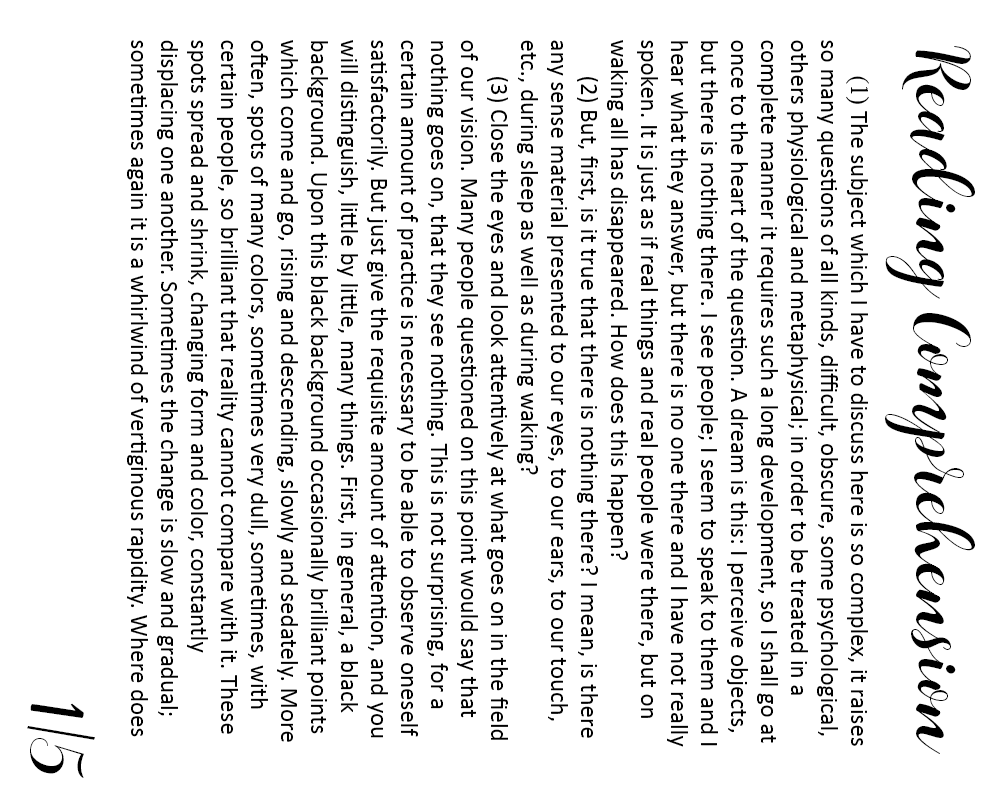 Reading Comprehension
(1) The subject which I have to discuss here is so complex, it raises
so many questions of all kinds, difficult, obscure, some psychological,
others physiological and metaphysical; in order to be treated in a
complete manner it requires such a long development, so I shall go at
once to the heart of the question. A dream is this: I perceive objects,
but there is nothing there. I see people; I seem to speak to them and I
hear what they answer, but there is no one there and I have not really
spoken. It is just as if real things and real people were there, but on
waking all has disappeared. How does this happen?
(2) But, first, is it true that there is nothing there? I mean, is there
any sense material presented to our eyes, to our ears, to our touch,
etc., during sleep as well as during waking?
(3) Close the eyes and look attentively at what goes on in the field
of our vision. Many people questioned on this point would say that
nothing goes on, that they see nothing. This is not surprising, for a
certain amount of practice is necessary to be able to observe oneself
satisfactorily. But just give the requisite amount of attention, and you
will distinguish, little by little, many things. First, in general, a black
background. Upon this black background occasionally brilliant points
which come and go, rising and descending, slowly and sedately. More
often, spots of many colors, sometimes very dull, sometimes, with
certain people, so brilliant that reality cannot compare with it. These
spots spread and shrink, changing form and color, constantly
displacing one another. Sometimes the change is slow and gradual;
sometimes again it is a whirlwind of vertiginous rapidity. Where does
1/5